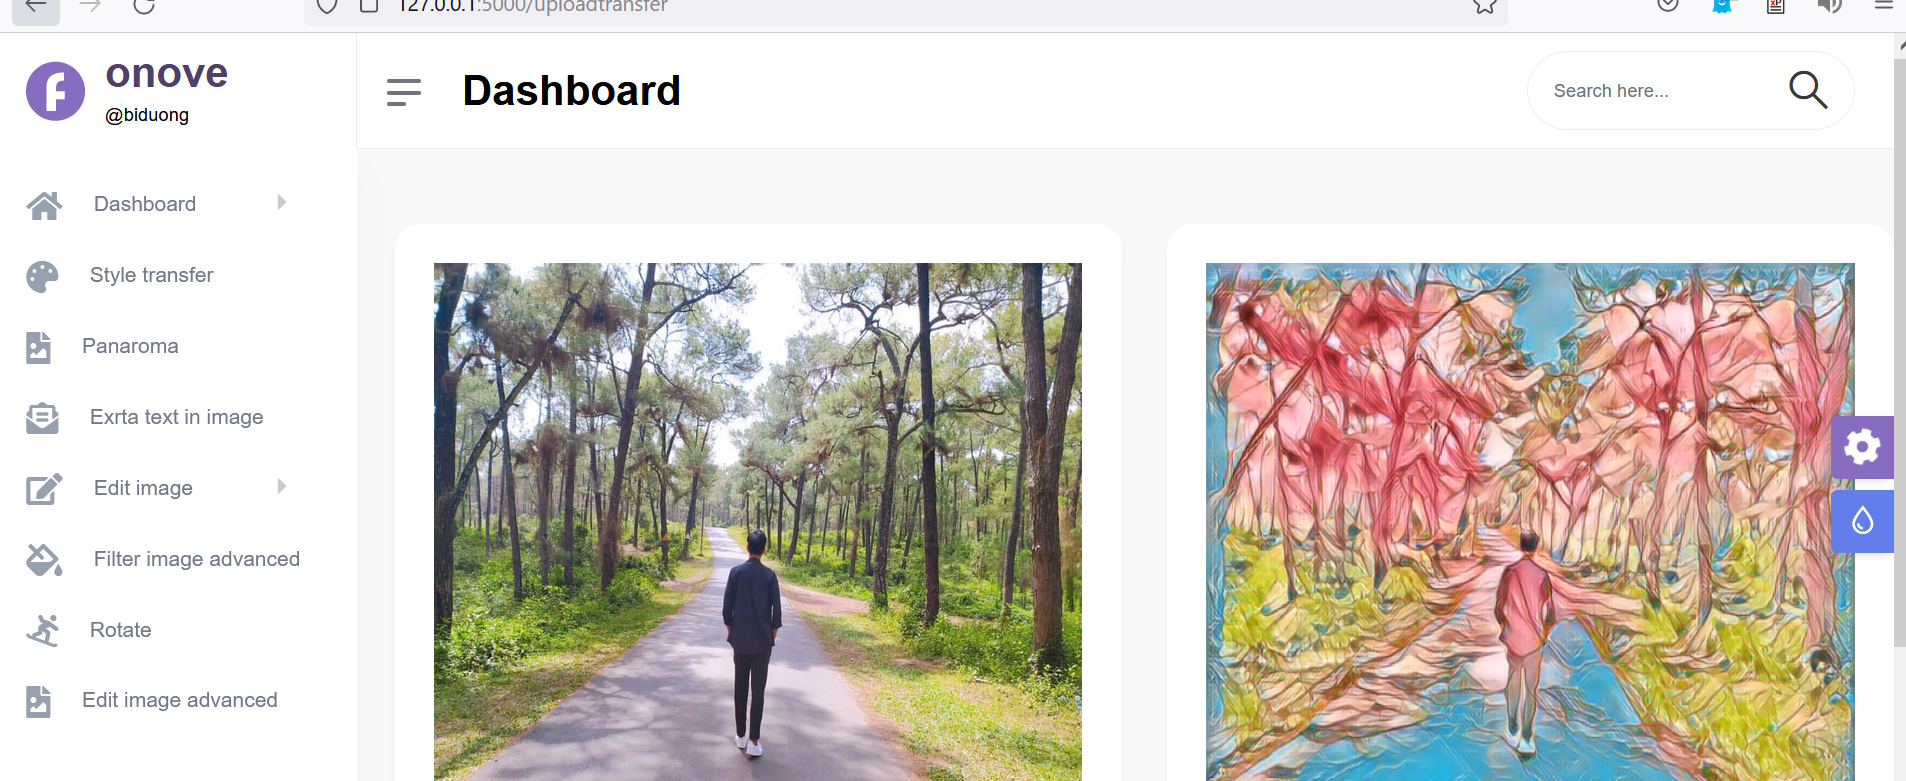 127.0.0.1:5000/uploadtransfer
onove
@biduong
Dashboard
Search here...
Dashboard
Style transfer
Panaroma
Exrta text in image
Edit image
Filter image advanced
Rotate
Edit image advanced